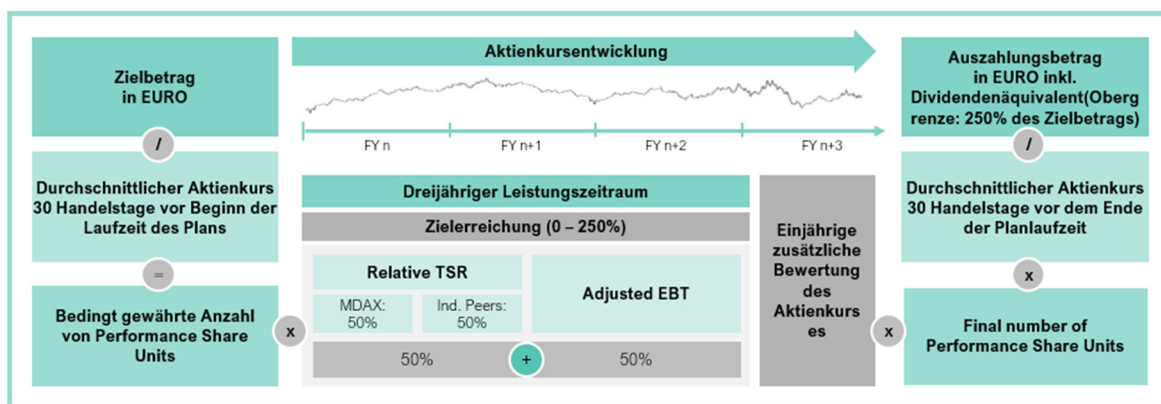 Zielbetrag
in EURO
/
Durchschnittlicher Aktienkurs
30 Handelstage vor Beginn der
Laufzeit des Plans
=
Bedingt gewährte Anzahl
von Performance Share
Units
x
Aktienkursentwicklung
FY n
FY n+1
FY n+2
FY n+3
Dreijähriger Leistungszeitraum
Zielerreichung (0 – 250%)
Relative TSR
MDAX:
50%
Ind. Peers:
50%
Adjusted EBT
50%
+
50%
Einjährige
zusätzliche
Bewertung
des
Aktienkurs
es
x
Auszahlungsbetrag
in EURO inkl.
Dividendenäquivalent(Oberg
renze: 250% des Zielbetrags)
/
Durchschnittlicher Aktienkurs
30 Handelstage vor dem Ende
der Planlaufzeit
x
Final number of
Performance Share Units